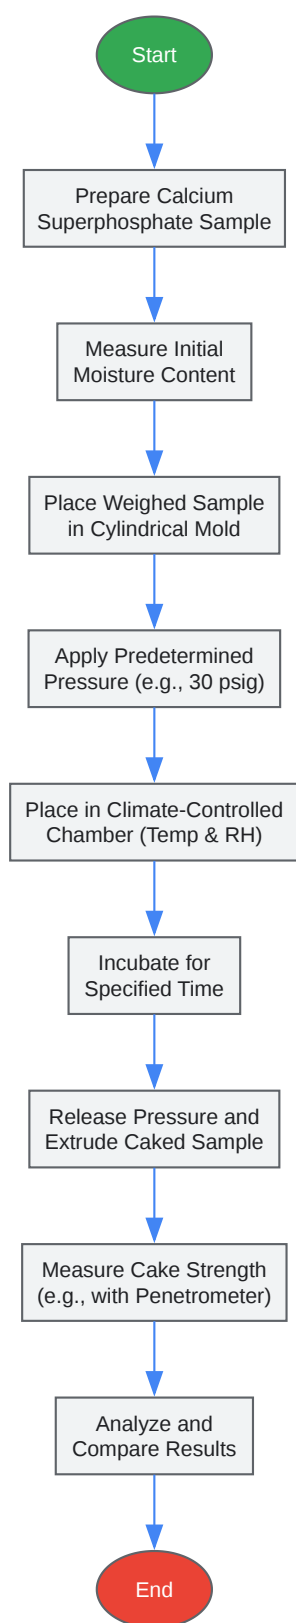 Start
Prepare Calcium
Superphosphate Sample
Measure Initial
Moisture Content
Place Weighed Sample
in Cylindrical Mold
Apply Predetermined
Pressure (e.g., 30 psig)
Place in Climate-Controlled
Chamber (Temp & RH)
Incubate for
Specified Time
Release Pressure and
Extrude Caked Sample
Measure Cake Strength
(e.g., with Penetrometer)
Analyze and
Compare Results
End